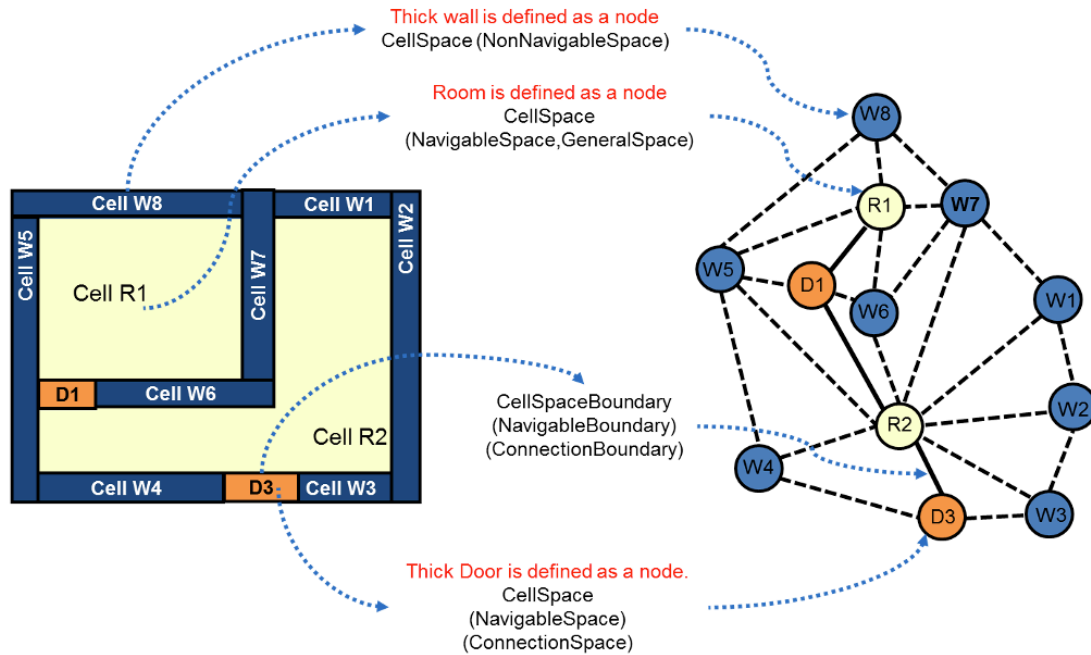 Thick wall is defined as a node
CellSpace (NonNavigableSpace)
Room is defined as a node
CellSpace
(NavigableSpace,GeneralSpace)
Cell W8
Cell W1
Cell W2
Cell W5
Cell W7
Cell R1
D1
Cell W6
Cell R2
Cell W4
D3
Cell W3
CellSpaceBoundary
(NavigableBoundary)
(ConnectionBoundary)
Thick Door is defined as a node.
CellSpace
(NavigableSpace)
(ConnectionSpace)
W8
R1
W7
W5
D1
W6
W1
R2
W2
W4
D3
W3